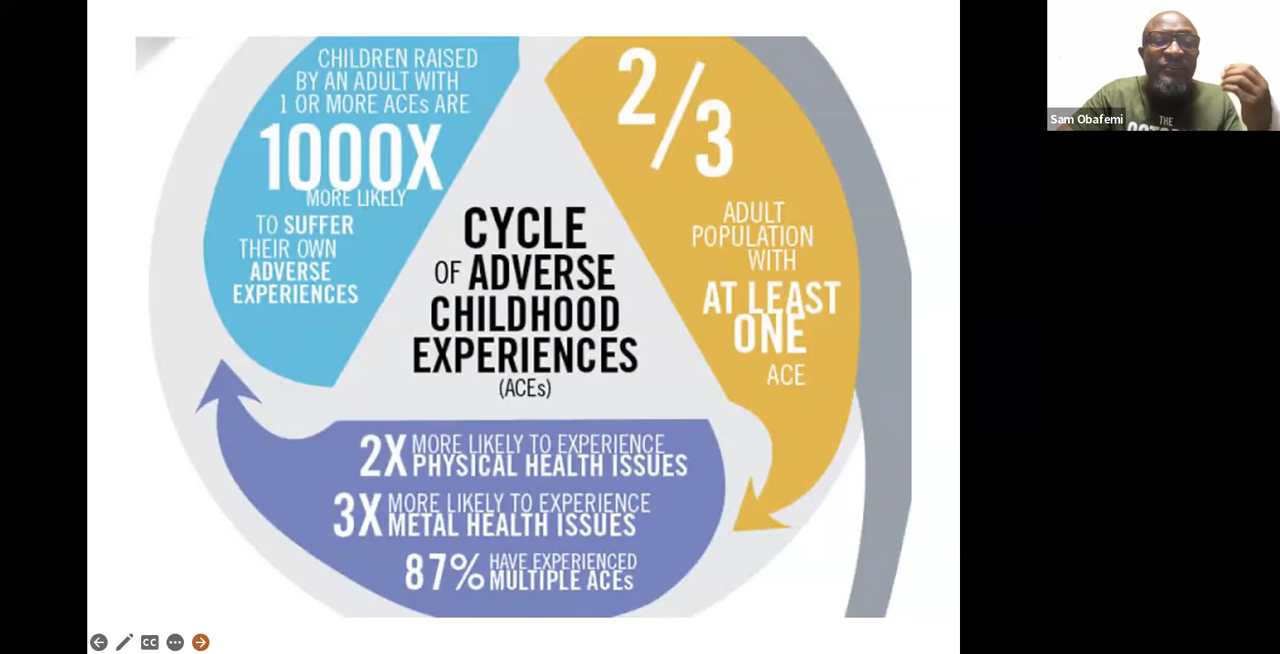 CHILDREN RAISED
BY AN ADULT WITH
1 OR MORE ACEs ARE
1000X
MORE LIKELY
TO SUFFER
THEIR OWN
ADVERSE
EXPERIENCES
2/3
ADULT
POPULATION
WITH
AT LEAST
ONE
ACE
CYCLE
OF ADVERSE
CHILDHOOD
EXPERIENCES
(ACEs)
2X MORE LIKELY TO EXPERIENCE
PHYSICAL HEALTH ISSUES
3X MORE LIKELY TO EXPERIENCE
METAL HEALTH ISSUES
87% HAVE EXPERIENCED
MULTIPLE ACEs
CC
THE
Sam Obafemi